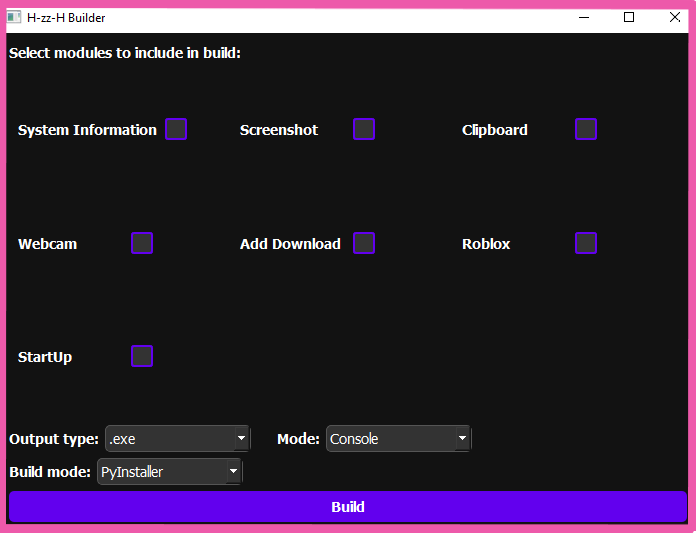 H-zz-H Builder
Select modules to include in build:
System Information Screenshot Clipboard
Webcam Add Download Roblox
StartUp
Output type: .exe Mode: Console
Build mode: PyInstaller
Build